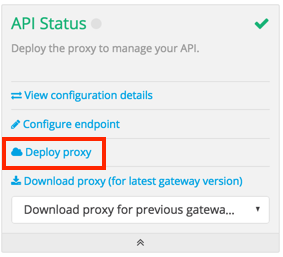 API Status
Deploy the proxy to manage your API.
View configuration details
Configure endpoint
Deploy proxy
Download proxy (for latest gateway version)
Download proxy for previous gatewa...